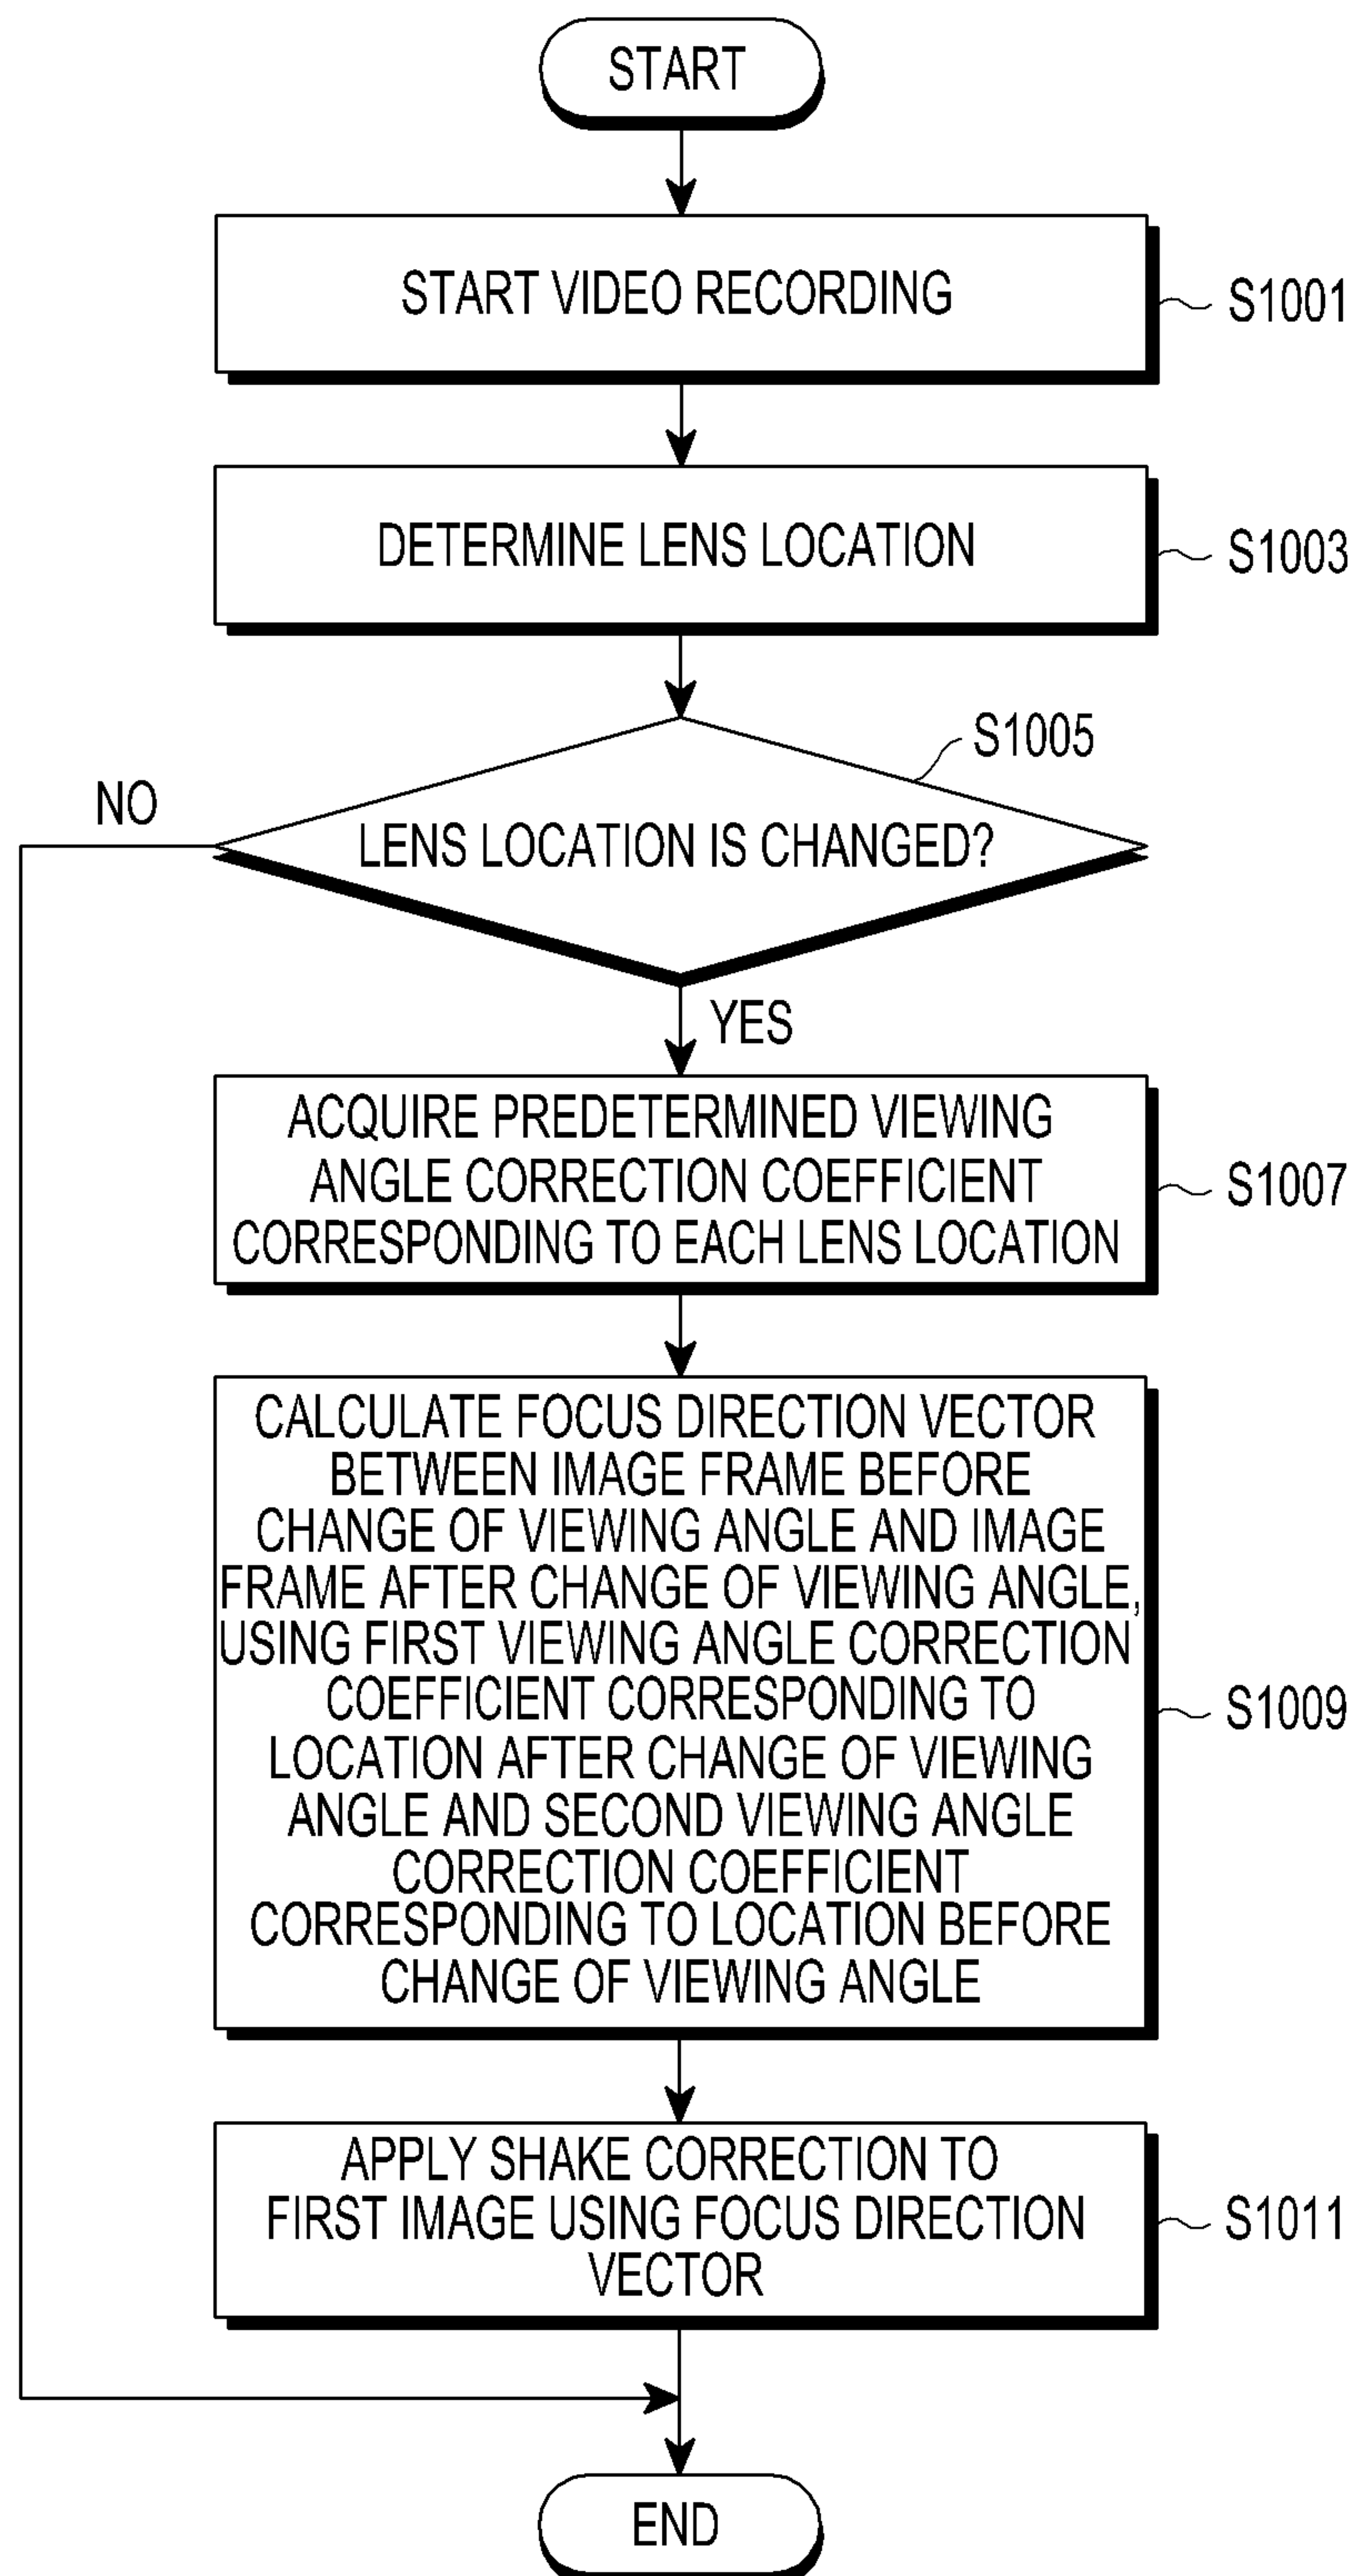 START
START VIDEO RECORDING
S1001
DETERMINE LENS LOCATION
S1003
S1005
NO
LENS LOCATION IS CHANGED?
YES
ACQUIRE PREDETERMINED VIEWING
ANGLE CORRECTION COEFFICIENT
CORRESPONDING TO EACH LENS LOCATION
S1007
CALCULATE FOCUS DIRECTION VECTOR
BETWEEN IMAGE FRAME BEFORE
CHANGE OF VIEWING ANGLE AND IMAGE
FRAME AFTER CHANGE OF VIEWING ANGLE,
USING FIRST VIEWING ANGLE CORRECTION
COEFFICIENT CORRESPONDING TO
LOCATION AFTER CHANGE OF VIEWING
ANGLE AND SECOND VIEWING ANGLE
CORRECTION COEFFICIENT
CORRESPONDING TO LOCATION BEFORE
CHANGE OF VIEWING ANGLE
S1009
APPLY SHAKE CORRECTION TO
FIRST IMAGE USING FOCUS DIRECTION
VECTOR
S1011
END